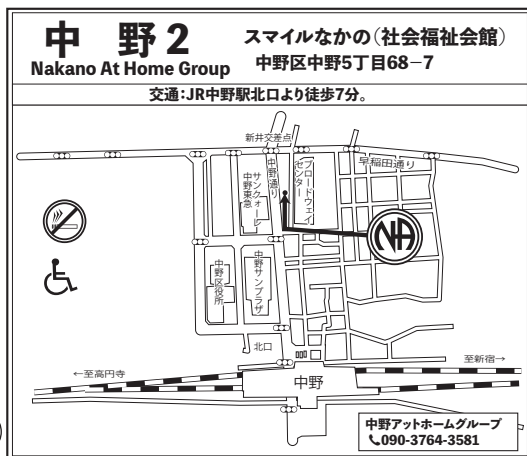 中 野 2
Nakano At Home Group
スマイルなかの(社会福祉会館)
中野区中野5丁目68−7
交通:JR中野駅北口より徒歩7分。
新井交差点
早稲田通り
中野通り
ブロードウェイ
センター
サンクォーレ
中野東急
NA
中野区役所
中野サンプラザ
北口
←至高円寺
至新宿→
中野
中野アットホームグループ
090-3764-3581